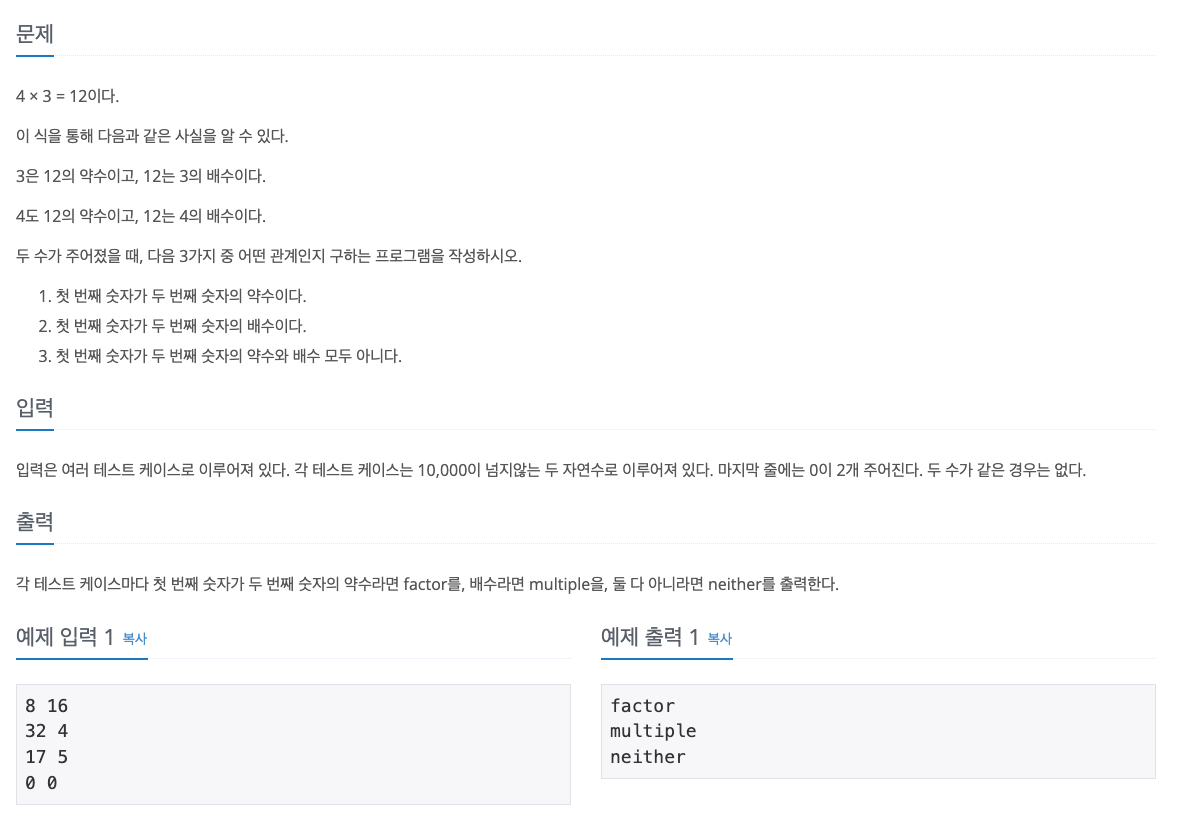 문제
4 × 3 = 12이다.
이 식을 통해 다음과 같은 사실을 알 수 있다.
3은 12의 약수이고, 12는 3의 배수이다.
4도 12의 약수이고, 12는 4의 배수이다.
두 수가 주어졌을 때, 다음 3가지 중 어떤 관계인지 구하는 프로그램을 작성하시오.
1. 첫 번째 숫자가 두 번째 숫자의 약수이다.
2. 첫 번째 숫자가 두 번째 숫자의 배수이다.
3. 첫 번째 숫자가 두 번째 숫자의 약수와 배수 모두 아니다.
입력
입력은 여러 테스트 케이스로 이루어져 있다. 각 테스트 케이스는 10,000이 넘지않는 두 자연수로 이루어져 있다. 마지막 줄에는 0이 2개 주어진다. 두 수가 같은 경우는 없다.
출력
각 테스트 케이스마다 첫 번째 숫자가 두 번째 숫자의 약수라면 factor를, 배수라면 multiple을, 둘 다 아니라면 neither를 출력한다.
예제 입력 1 복사
8 16
32 4
17 5
0 0
예제 출력 1 복사
factor
multiple
neither